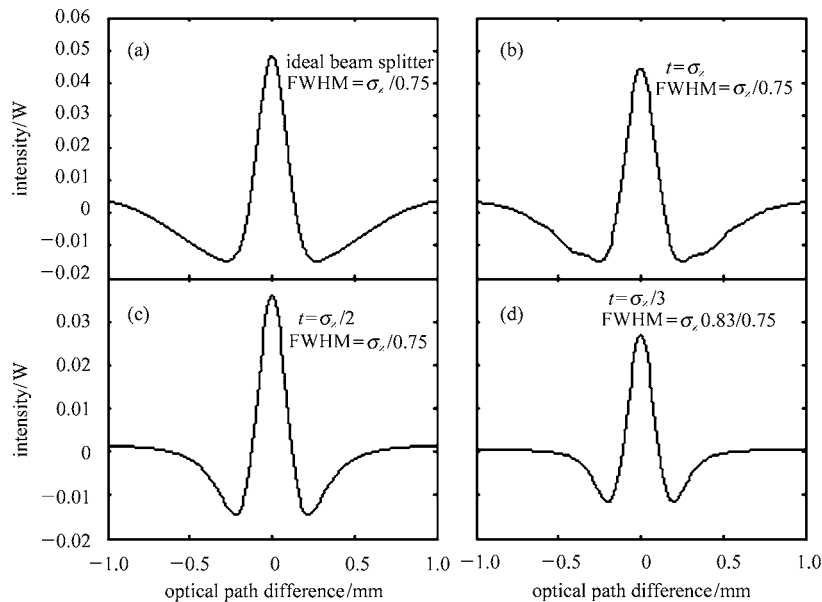 0.06
0.05
0.04
0.03
0.02
0.01
0
−0.01
−0.02
intensity/W
(a)
ideal beam splitter
FWHM=σz/0.75
(b)
t=σz
FWHM=σz/0.75
0.03
0.02
0.01
0
−0.01
−0.02
intensity/W
(c)
t=σz/2
FWHM=σz/0.75
(d)
t=σz/3
FWHM=σz0.83/0.75
−1.0 −0.5 0 0.5 1.0
optical path difference/mm
−1.0 −0.5 0 0.5 1.0
optical path difference/mm